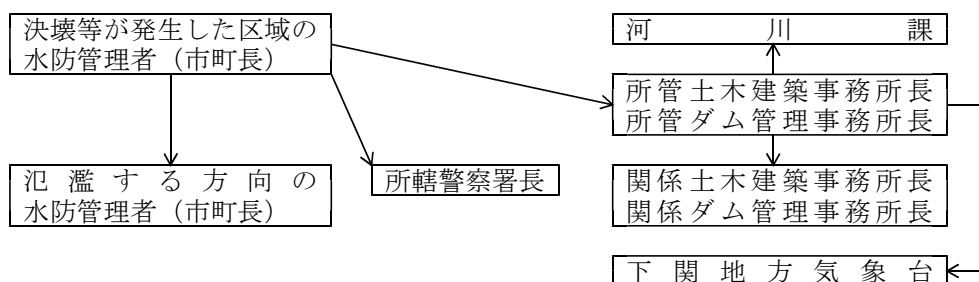 決壊等が発生した区域の
水防管理者（市町長）
河川課
所管土木建築事務所長
所管ダム管理事務所長
氾濫する方向の
水防管理者（市町長）
所轄警察署長
関係土木建築事務所長
関係ダム管理事務所長
下関地方気象台